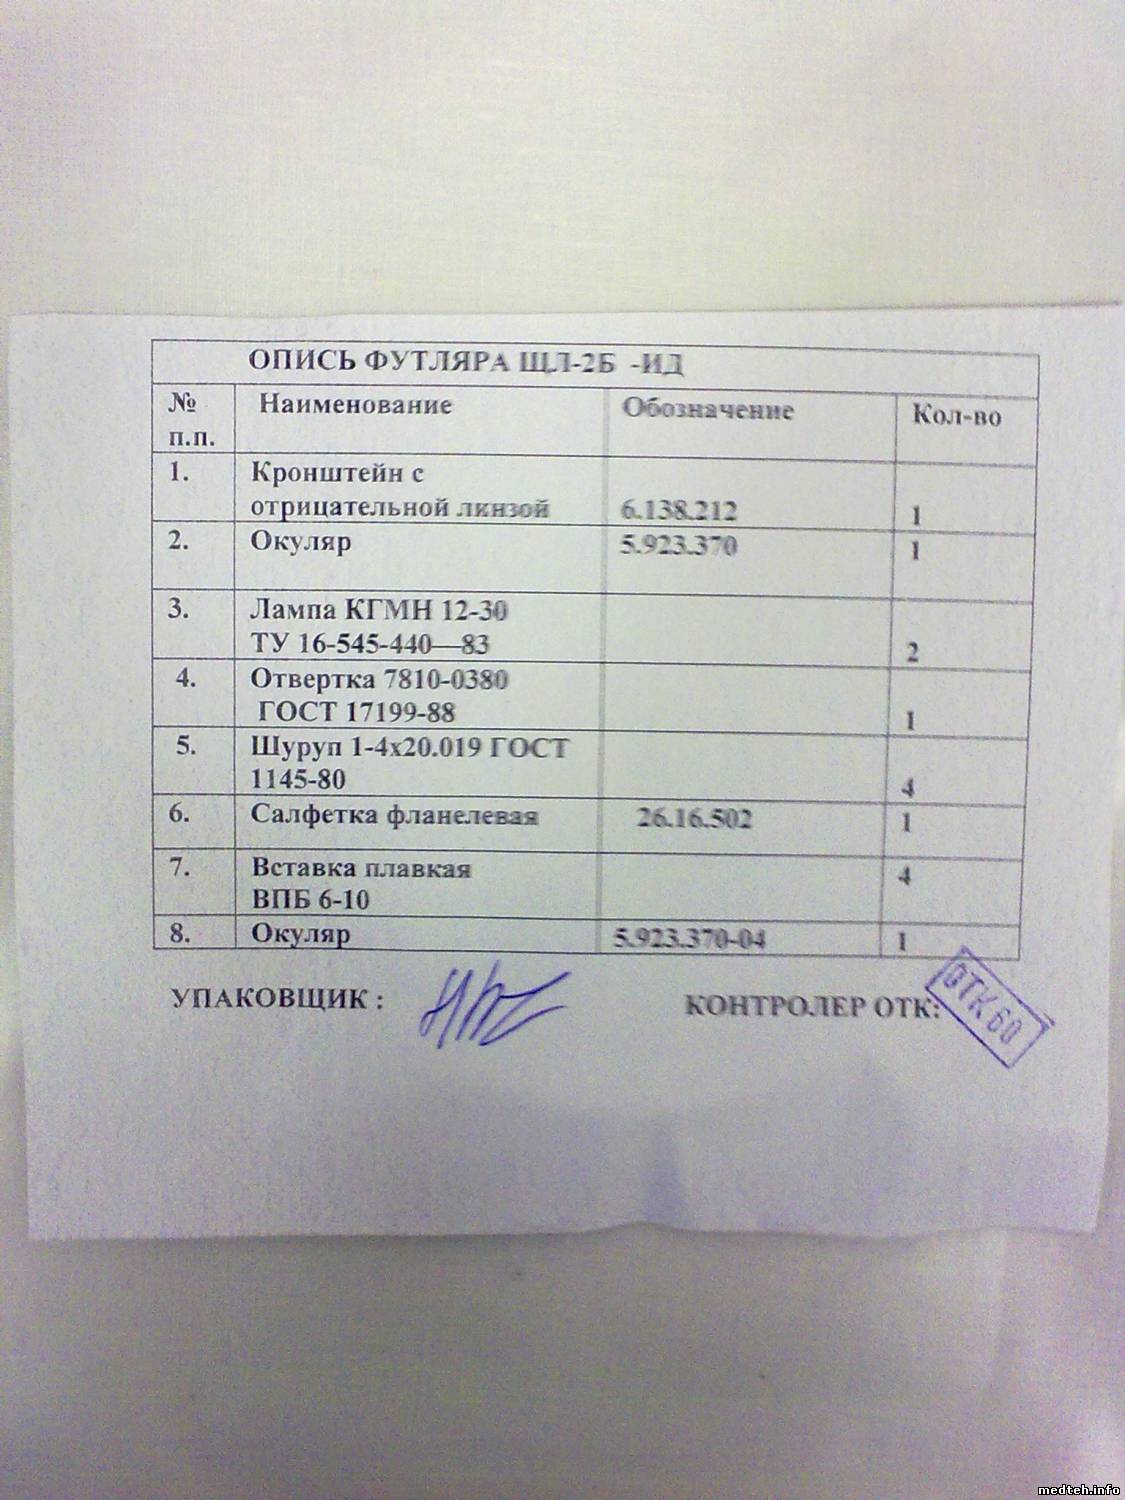 ОПИСЬ ФУТЛЯРА ЩЛ-2Б -ИД
№ п.п. Наименование Обозначение Кол-во
1. Кронштейн с
отрицательной линзой 6.138.212 1
2. Окуляр 5.923.370 1
3. Лампа КГМН 12-30
ТУ 16-545-440—83 2
4. Отвертка 7810-0380
ГОСТ 17199-88 1
5. Шуруп 1-4х20.019 ГОСТ
1145-80 4
6. Салфетка фланелевая 26.16.502 1
7. Вставка плавкая 4
ВПБ 6-10
8. Окуляр 5.923.370-04 1
УПАКОВЩИК : КОНТРОЛЕР ОТК:
ОТК 60
medteh.info